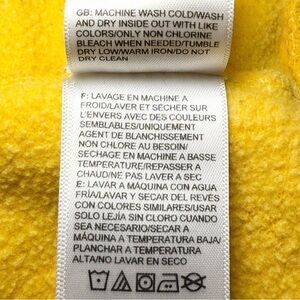 GB: MACHINE WASH COLD/WASH
AND DRY INSIDE OUT WITH LIKE
COLORS/ONLY NON CHLORINE
BLEACH WHEN NEEDED/TUMBLE
DRY LOW/WARM IRON/DO NOT
DRY CLEAN
F: LAVAGE EN MACHINE A
FROID/LAVER ET SÉCHER SUR
L'ENVERS AVEC DES COULEURS
SEMBLABLES/UNIQUEMENT
AGENT DE BLANCHISSEMENT
NON CHLORE AU BESOIN/
SECHAGE EN MACHINE A BASSE
TEMPERATURE/REPASSER A
CHAUD/NE PAS LAVER A SEC
E: LAVAR A MÁQUINA CON AGUA
FRÍA/LAVAR Y SECAR DEL REVÉS
CON COLORES SIMILARES/USAR
SOLO LEJÍA SIN CLORO CUANDO
SEA NECESARIO/SECAR A
MÁQUINA A TEMPERATURA BAJA/
PLANCHAR A TEMPERATURA
ALTA/NO LAVAR EN SECO